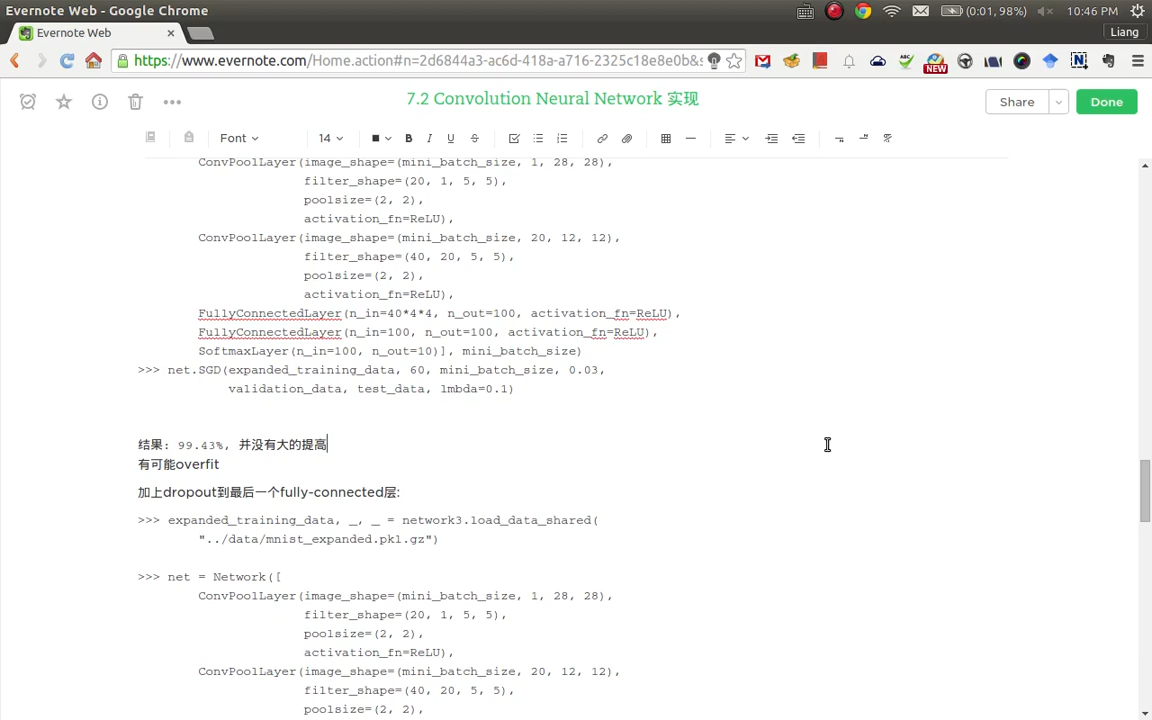 Evernote Web - Google Chrome
(0:01, 98%)
10:46 PM
Evernote Web
Liang
https://www.evernote.com/Home.action#n=2d6844a3-ac6d-418a-a716-2325c18e8e0b&s
NEW
7.2 Convolution Neural Network 实现
Share
Done
Font
14
B I U S
ConvPoolLayer(image_shape=(mini_batch_size, 1, 28, 28),
filter_shape=(20, 1, 5, 5),
poolsize=(2, 2),
activation_fn=ReLU),
ConvPoolLayer(image_shape=(mini_batch_size, 20, 12, 12),
filter_shape=(40, 20, 5, 5),
poolsize=(2, 2),
activation_fn=ReLU),
FullyConnectedLayer(n_in=40*4*4, n_out=100, activation_fn=ReLU),
FullyConnectedLayer(n_in=100, n_out=100, activation_fn=ReLU),
SoftmaxLayer(n_in=100, n_out=10)], mini_batch_size)
>>> net.SGD(expanded_training_data, 60, mini_batch_size, 0.03,
validation_data, test_data, lmbda=0.1)
结果: 99.43%, 并没有大的提高
有可能overfit
加上dropout到最后一个fully-connected层:
>>> expanded_training_data, _, _ = network3.load_data_shared(
"../data/mnist_expanded.pkl.gz")
>>> net = Network([
ConvPoolLayer(image_shape=(mini_batch_size, 1, 28, 28),
filter_shape=(20, 1, 5, 5),
poolsize=(2, 2),
activation_fn=ReLU),
ConvPoolLayer(image_shape=(mini_batch_size, 20, 12, 12),
filter_shape=(40, 20, 5, 5),
poolsize=(2, 2),